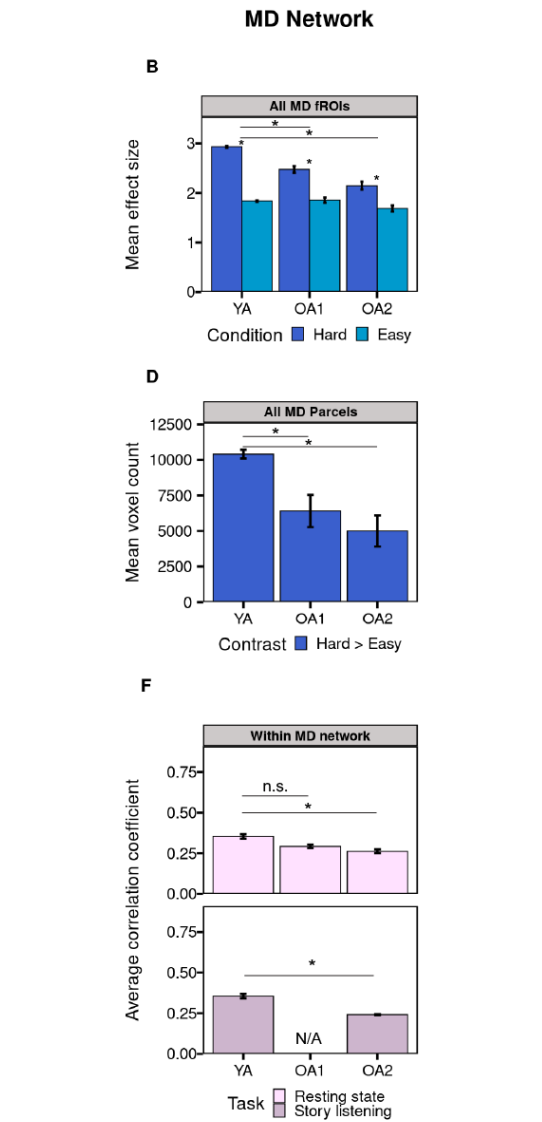 MD Network
B
All MD fROIs
* *
* * *
Mean effect size
3
2
1
0
YA OA1 OA2
Condition Hard Easy
D
All MD Parcels
* *
Mean voxel count
12500
10000
7500
5000
2500
0
YA OA1 OA2
Contrast Hard > Easy
F
Within MD network
Average correlation coefficient
0.75
0.50
0.25
0.00
n.s.
*
0.75
0.50
0.25
0.00
*
N/A
YA OA1 OA2
Task Resting state
Story listening